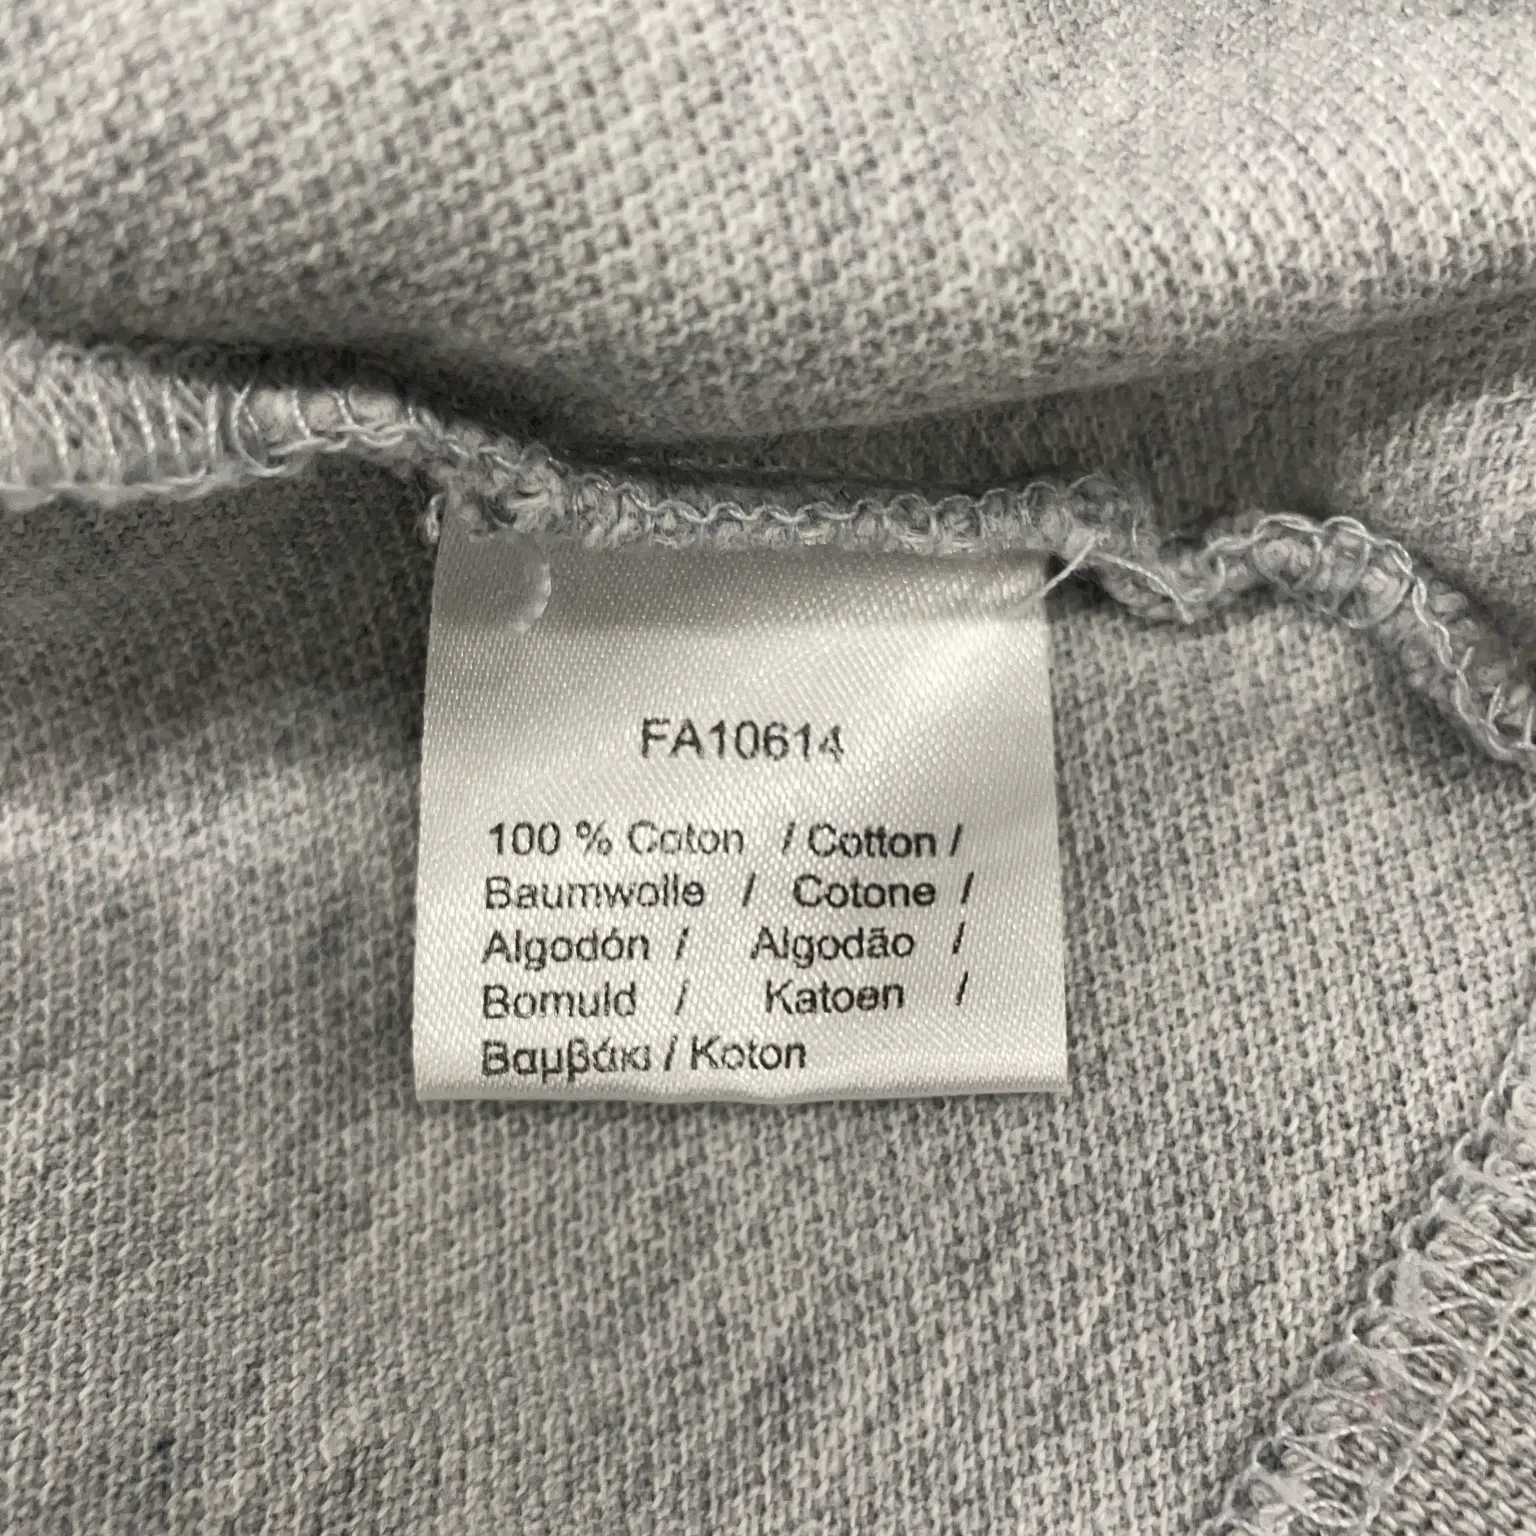 FA10614
100 % Coton / Cotton /
Baumwolle / Cotone /
Algodón / Algodão /
Bomuld / Katoen /
Βαμβάκι / Koton